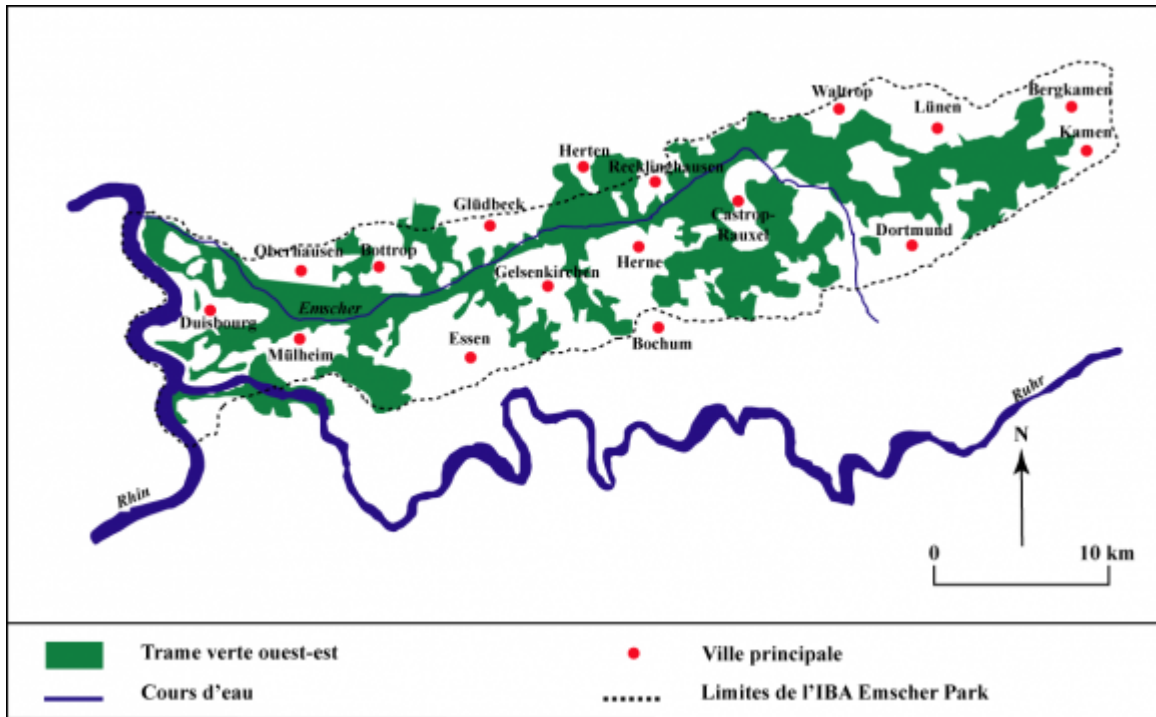 Waltrop
Bergkamen
Lünen
Kamen
Herten
Recklinghausen
Glüdbeck
Castrop-
Rauxel
Dortmund
Oberhausen
Bottrop
Herne
Gelsenkirchen
Emscher
Duisbourg
Mülheim
Essen
Bochum
Ruhr
N
Rhin
0 10 km
Trame verte ouest-est
Ville principale
Cours d'eau
Limites de l'IBA Emscher Park